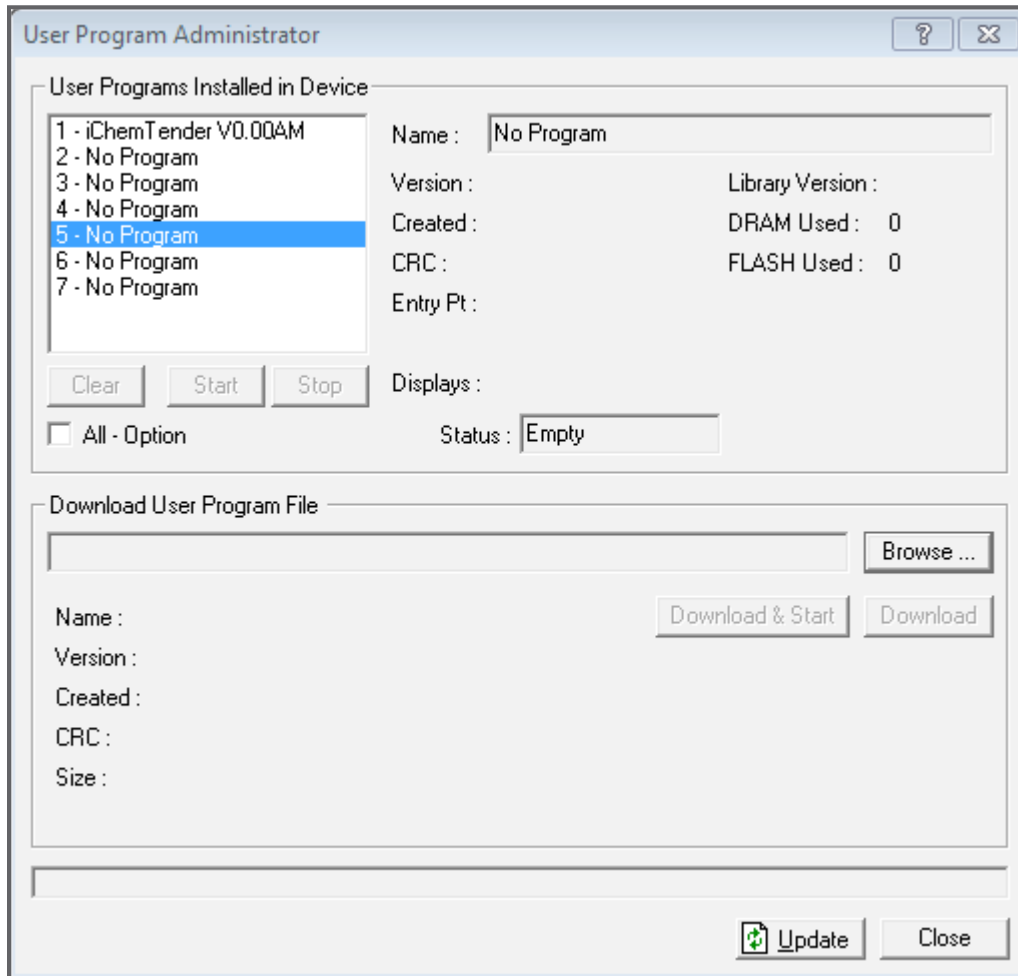 User Program Administrator
User Programs Installed in Device
1 - iChemTender V0.00AM
2 - No Program
3 - No Program
4 - No Program
5 - No Program
6 - No Program
7 - No Program
Name : No Program
Version : Library Version :
Created : DRAM Used : 0
CRC : FLASH Used : 0
Entry Pt :
Clear Start Stop Displays :
All - Option Status : Empty
Download User Program File
Browse ...
Name : Download & Start Download
Version :
Created :
CRC :
Size :
Update Close